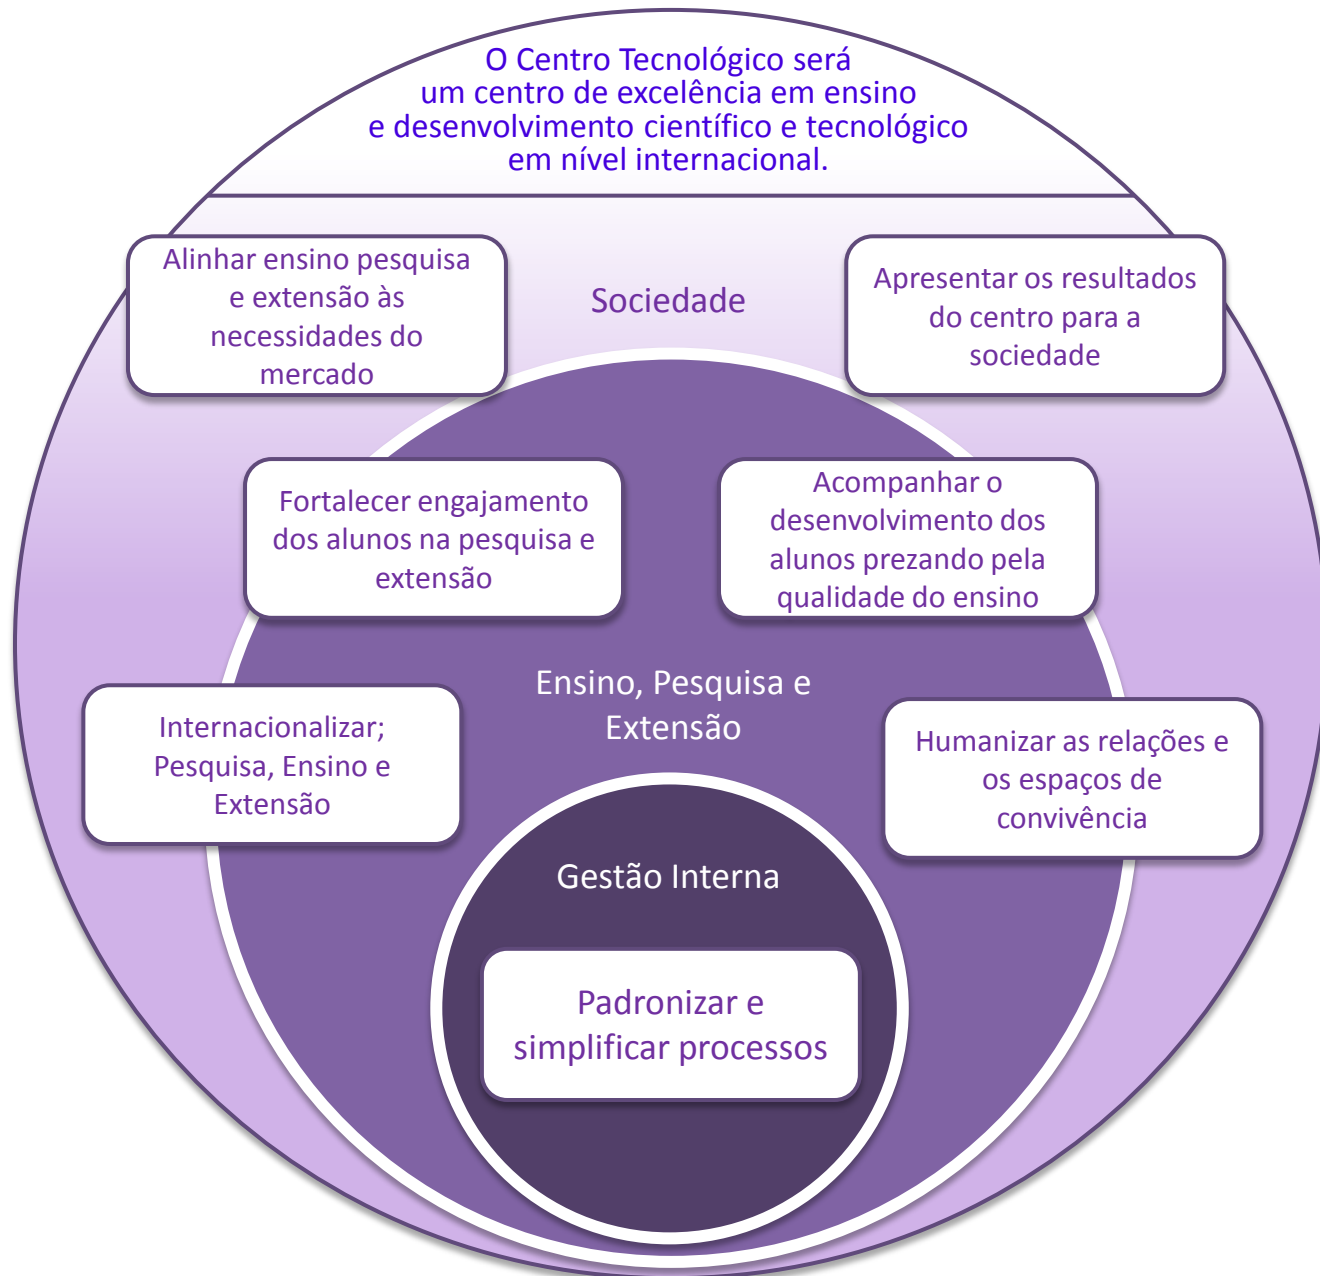 O Centro Tecnológico será
um centro de excelência em ensino
e desenvolvimento científico e tecnológico
em nível internacional.
Alinhar ensino pesquisa
e extensão às
necessidades do
mercado
Sociedade
Apresentar os resultados
do centro para a
sociedade
Fortalecer engajamento
dos alunos na pesquisa e
extensão
Acompanhar o
desenvolvimento dos
alunos prezando pela
qualidade do ensino
Ensino, Pesquisa e
Extensão
Internacionalizar;
Pesquisa, Ensino e
Extensão
Humanizar as relações e
os espaços de
convivência
Gestão Interna
Padronizar e
simplificar processos